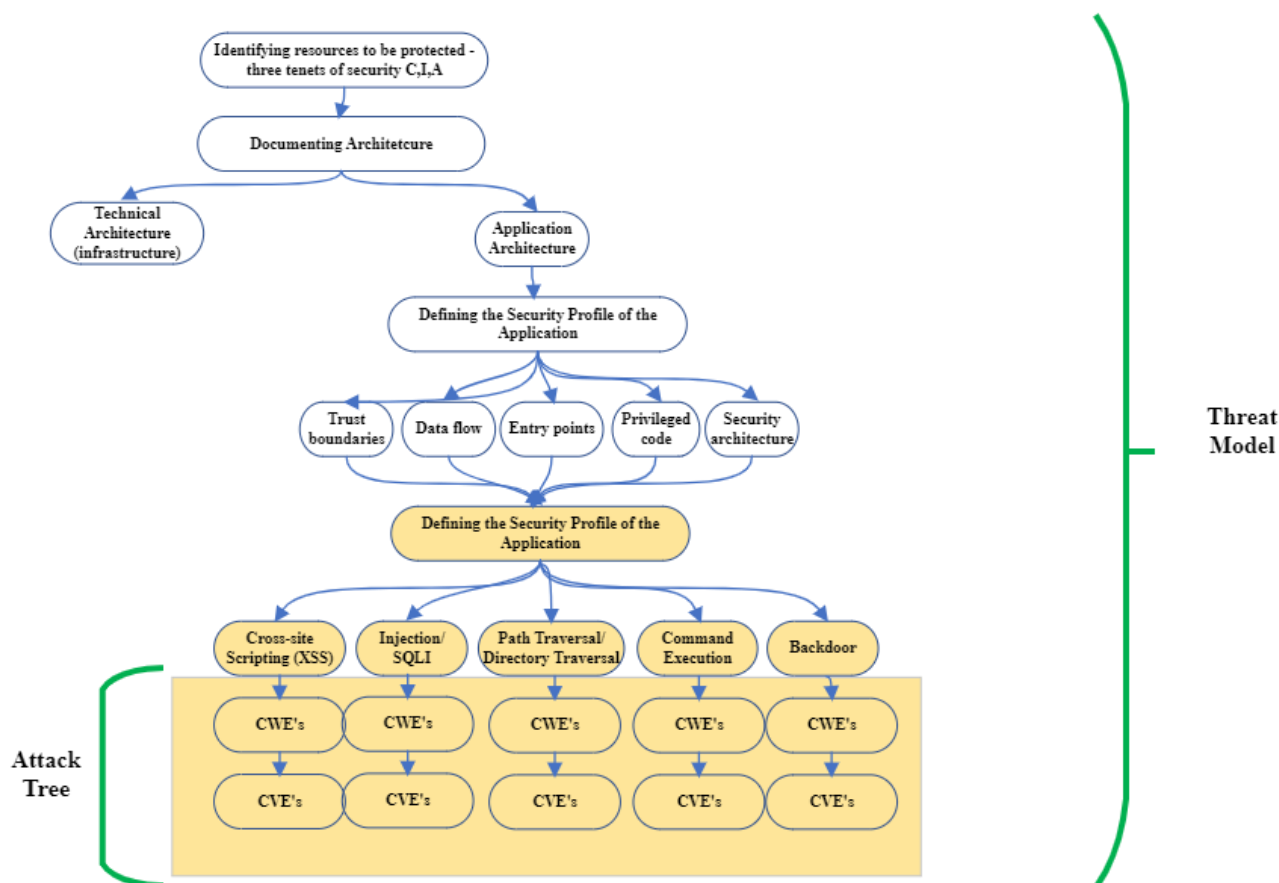 Identifying resources to be protected -
three tenets of security C,I,A
Documenting Architetcure
Technical
Architecture
(infrastructure)
Application
Architecture
Defining the Security Profile of the
Application
Trust
boundaries
Data flow
Entry points
Privileged
code
Security
architecture
Threat
Model
Defining the Security Profile of the
Application
Cross-site
Scripting (XSS)
Injection/
SQLI
Path Traversal/
Directory Traversal
Command
Execution
Backdoor
CWE's
CWE's
CWE's
CWE's
CWE's
Attack
Tree
CVE's
CVE's
CVE's
CVE's
CVE's